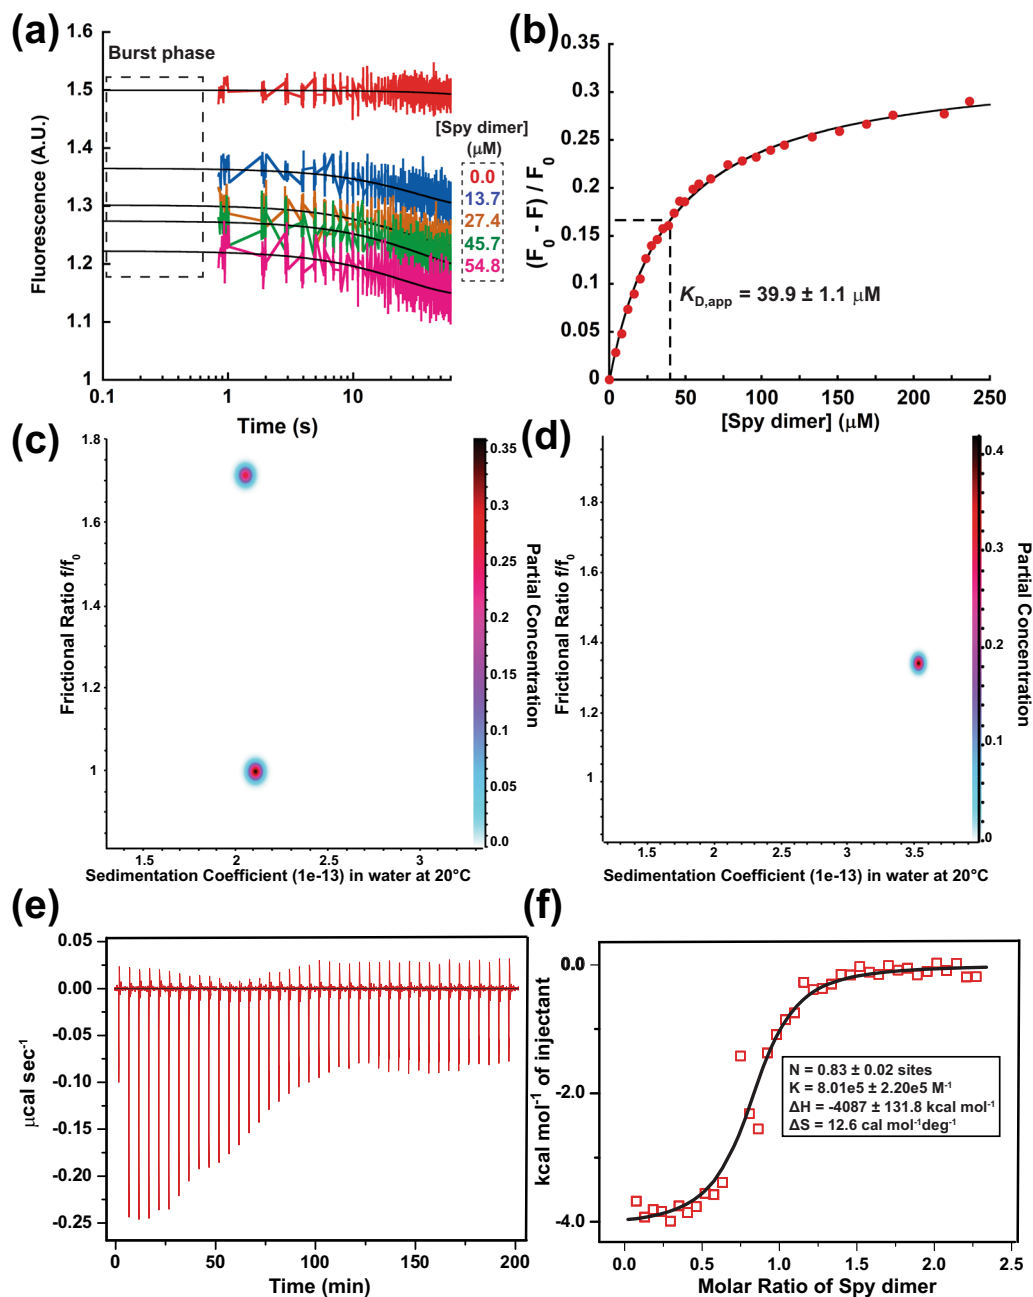 (a)
Burst phase
Fluorescence (A.U.)
1.6
1.5
1.4
1.3
1.2
1.1
1
0.1
1
10
Time (s)
[Spy dimer]
(μM)
0.0
13.7
27.4
45.7
54.8
(b)
(F0 - F) / F0
0.35
0.3
0.25
0.2
0.15
0.1
0.05
0
KD,app = 39.9 ± 1.1 μM
0
50
100
150
200
250
[Spy dimer] (μM)
(c)
Frictional Ratio f/f0
1.8
1.6
1.4
1.2
1
1.5
2
2.5
3
Sedimentation Coefficient (1e-13) in water at 20°C
0.35
0.3
0.25
0.2
0.15
0.1
0.05
0.0
Partial Concentration
(d)
Frictional Ratio f/f0
1.8
1.6
1.4
1.2
1
1.5
2
2.5
3
3.5
Sedimentation Coefficient (1e-13) in water at 20°C
0.4
0.3
0.2
0.1
0
Partial Concentration
(e)
μcal sec-1
0.05
0.00
-0.05
-0.10
-0.15
-0.20
-0.25
0
50
100
150
200
Time (min)
(f)
kcal mol-1 of injectant
0.0
-2.0
-4.0
N = 0.83 ± 0.02 sites
K = 8.01e5 ± 2.20e5 M-1
ΔH = -4087 ± 131.8 kcal mol-1
ΔS = 12.6 cal mol-1deg-1
0.0
0.5
1.0
1.5
2.0
2.5
Molar Ratio of Spy dimer